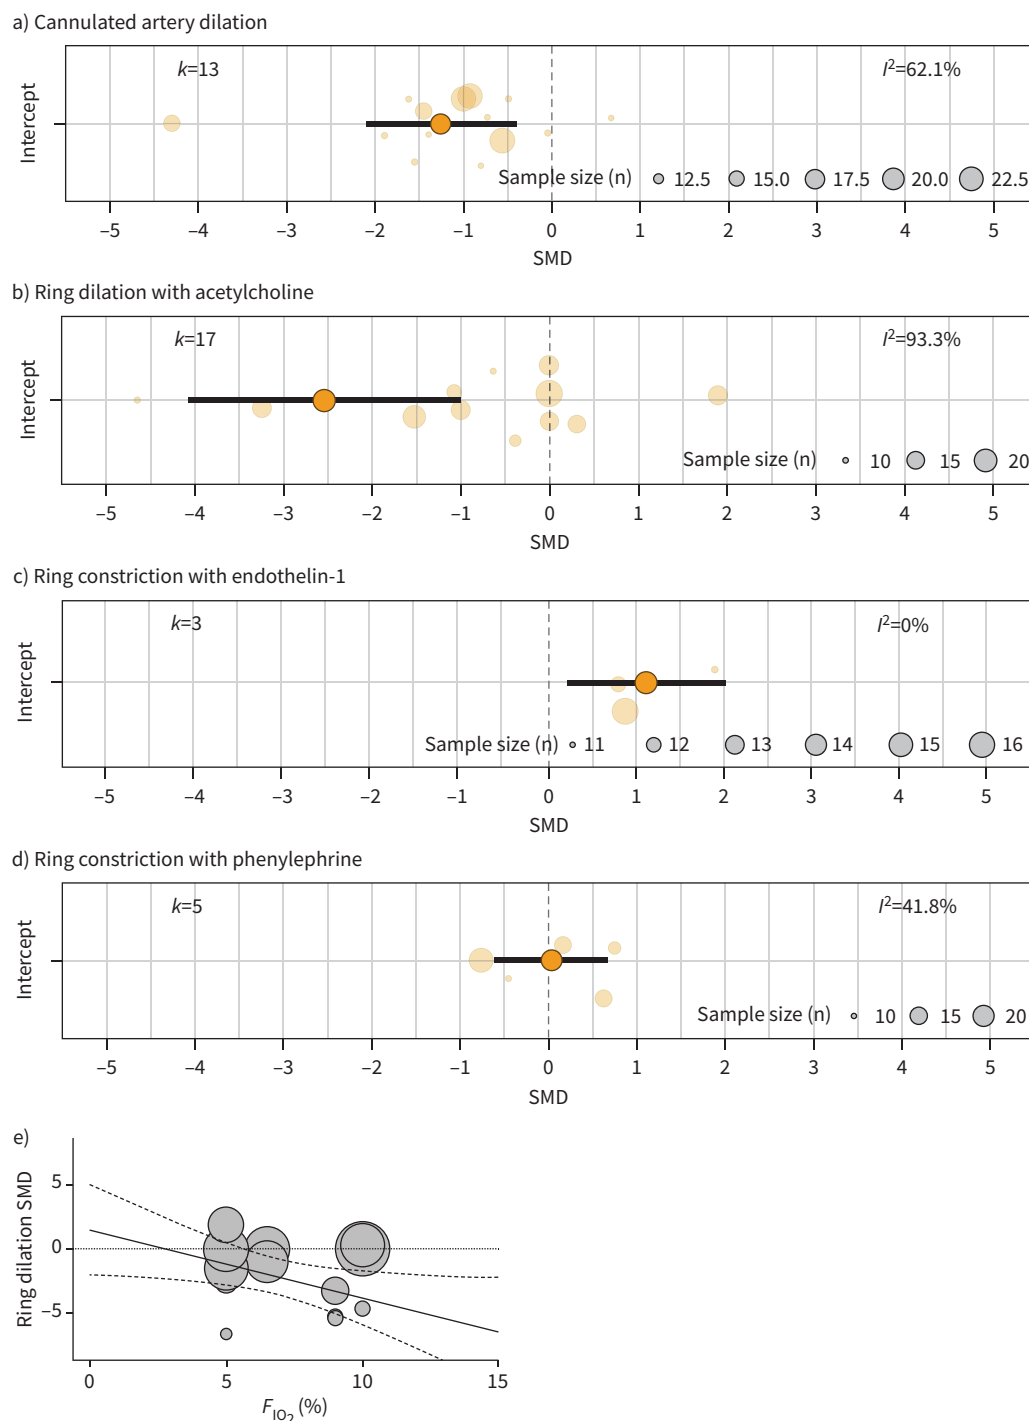 a) Cannulated artery dilation
k=13
I²=62.1%
Intercept
Sample size (n) 12.5 15.0 17.5 20.0 22.5
–5 –4 –3 –2 –1 0 1 2 3 4 5
SMD
b) Ring dilation with acetylcholine
k=17
I²=93.3%
Intercept
Sample size (n) 10 15 20
–5 –4 –3 –2 –1 0 1 2 3 4 5
SMD
c) Ring constriction with endothelin-1
k=3
I²=0%
Intercept
Sample size (n) 11 12 13 14 15 16
–5 –4 –3 –2 –1 0 1 2 3 4 5
SMD
d) Ring constriction with phenylephrine
k=5
I²=41.8%
Intercept
Sample size (n) 10 15 20
–5 –4 –3 –2 –1 0 1 2 3 4 5
SMD
e)
Ring dilation SMD
5
0
–5
0 5 10 15
FIO2 (%)